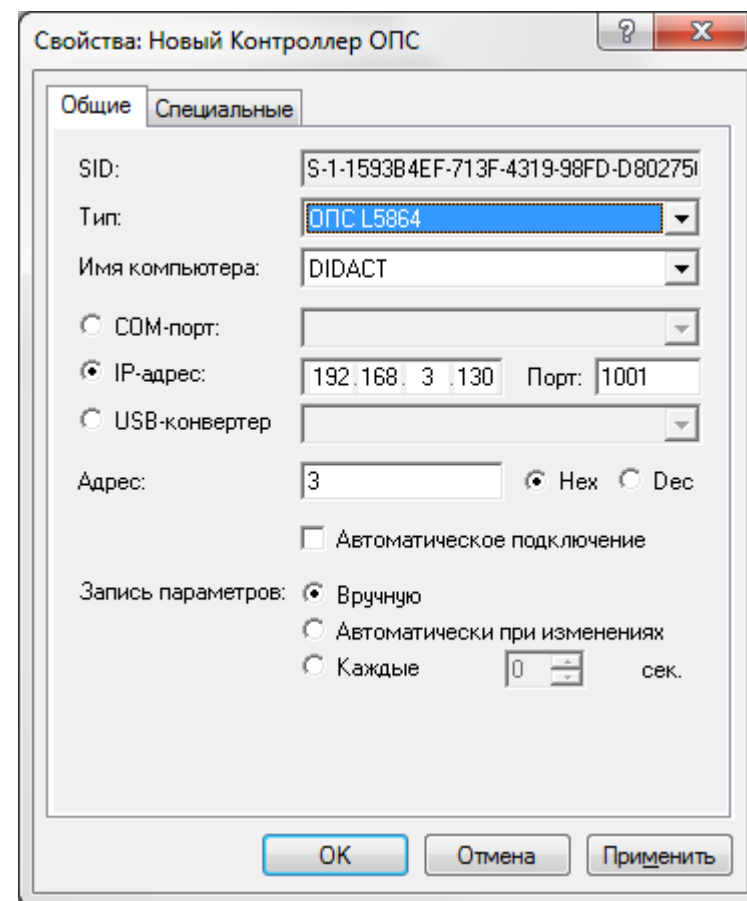 Свойства: Новый Контроллер ОПС
Общие Специальные
SID: S-1-1593B4EF-713F-4319-98FD-D80275
Тип: ОПС L5864
Имя компьютера: DIDACT
COM-порт:
IP-адрес: 192.168. 3 .130 Порт: 1001
USB-конвертер
Адрес: 3 Hex Dec
Автоматическое подключение
Запись параметров: Вручную
Автоматически при изменениях
Каждые 0 сек.
OK Отмена Применить